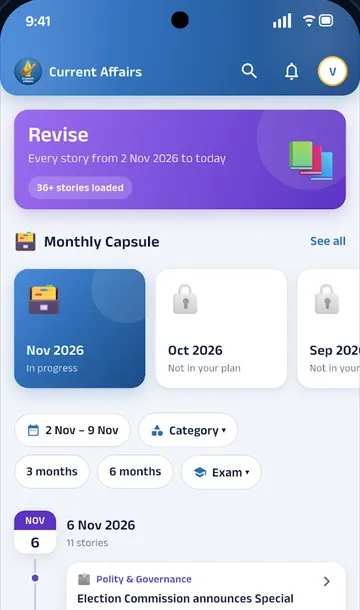 9:41
Current Affairs
V
Revise
Every story from 2 Nov 2026 to today
36+ stories loaded
Monthly Capsule
See all
Nov 2026
In progress
Oct 2026
Not in your plan
Sep 202
Not in your
2 Nov – 9 Nov
Category ▾
3 months
6 months
Exam ▾
NOV
6
6 Nov 2026
11 stories
Polity & Governance
Election Commission announces Special